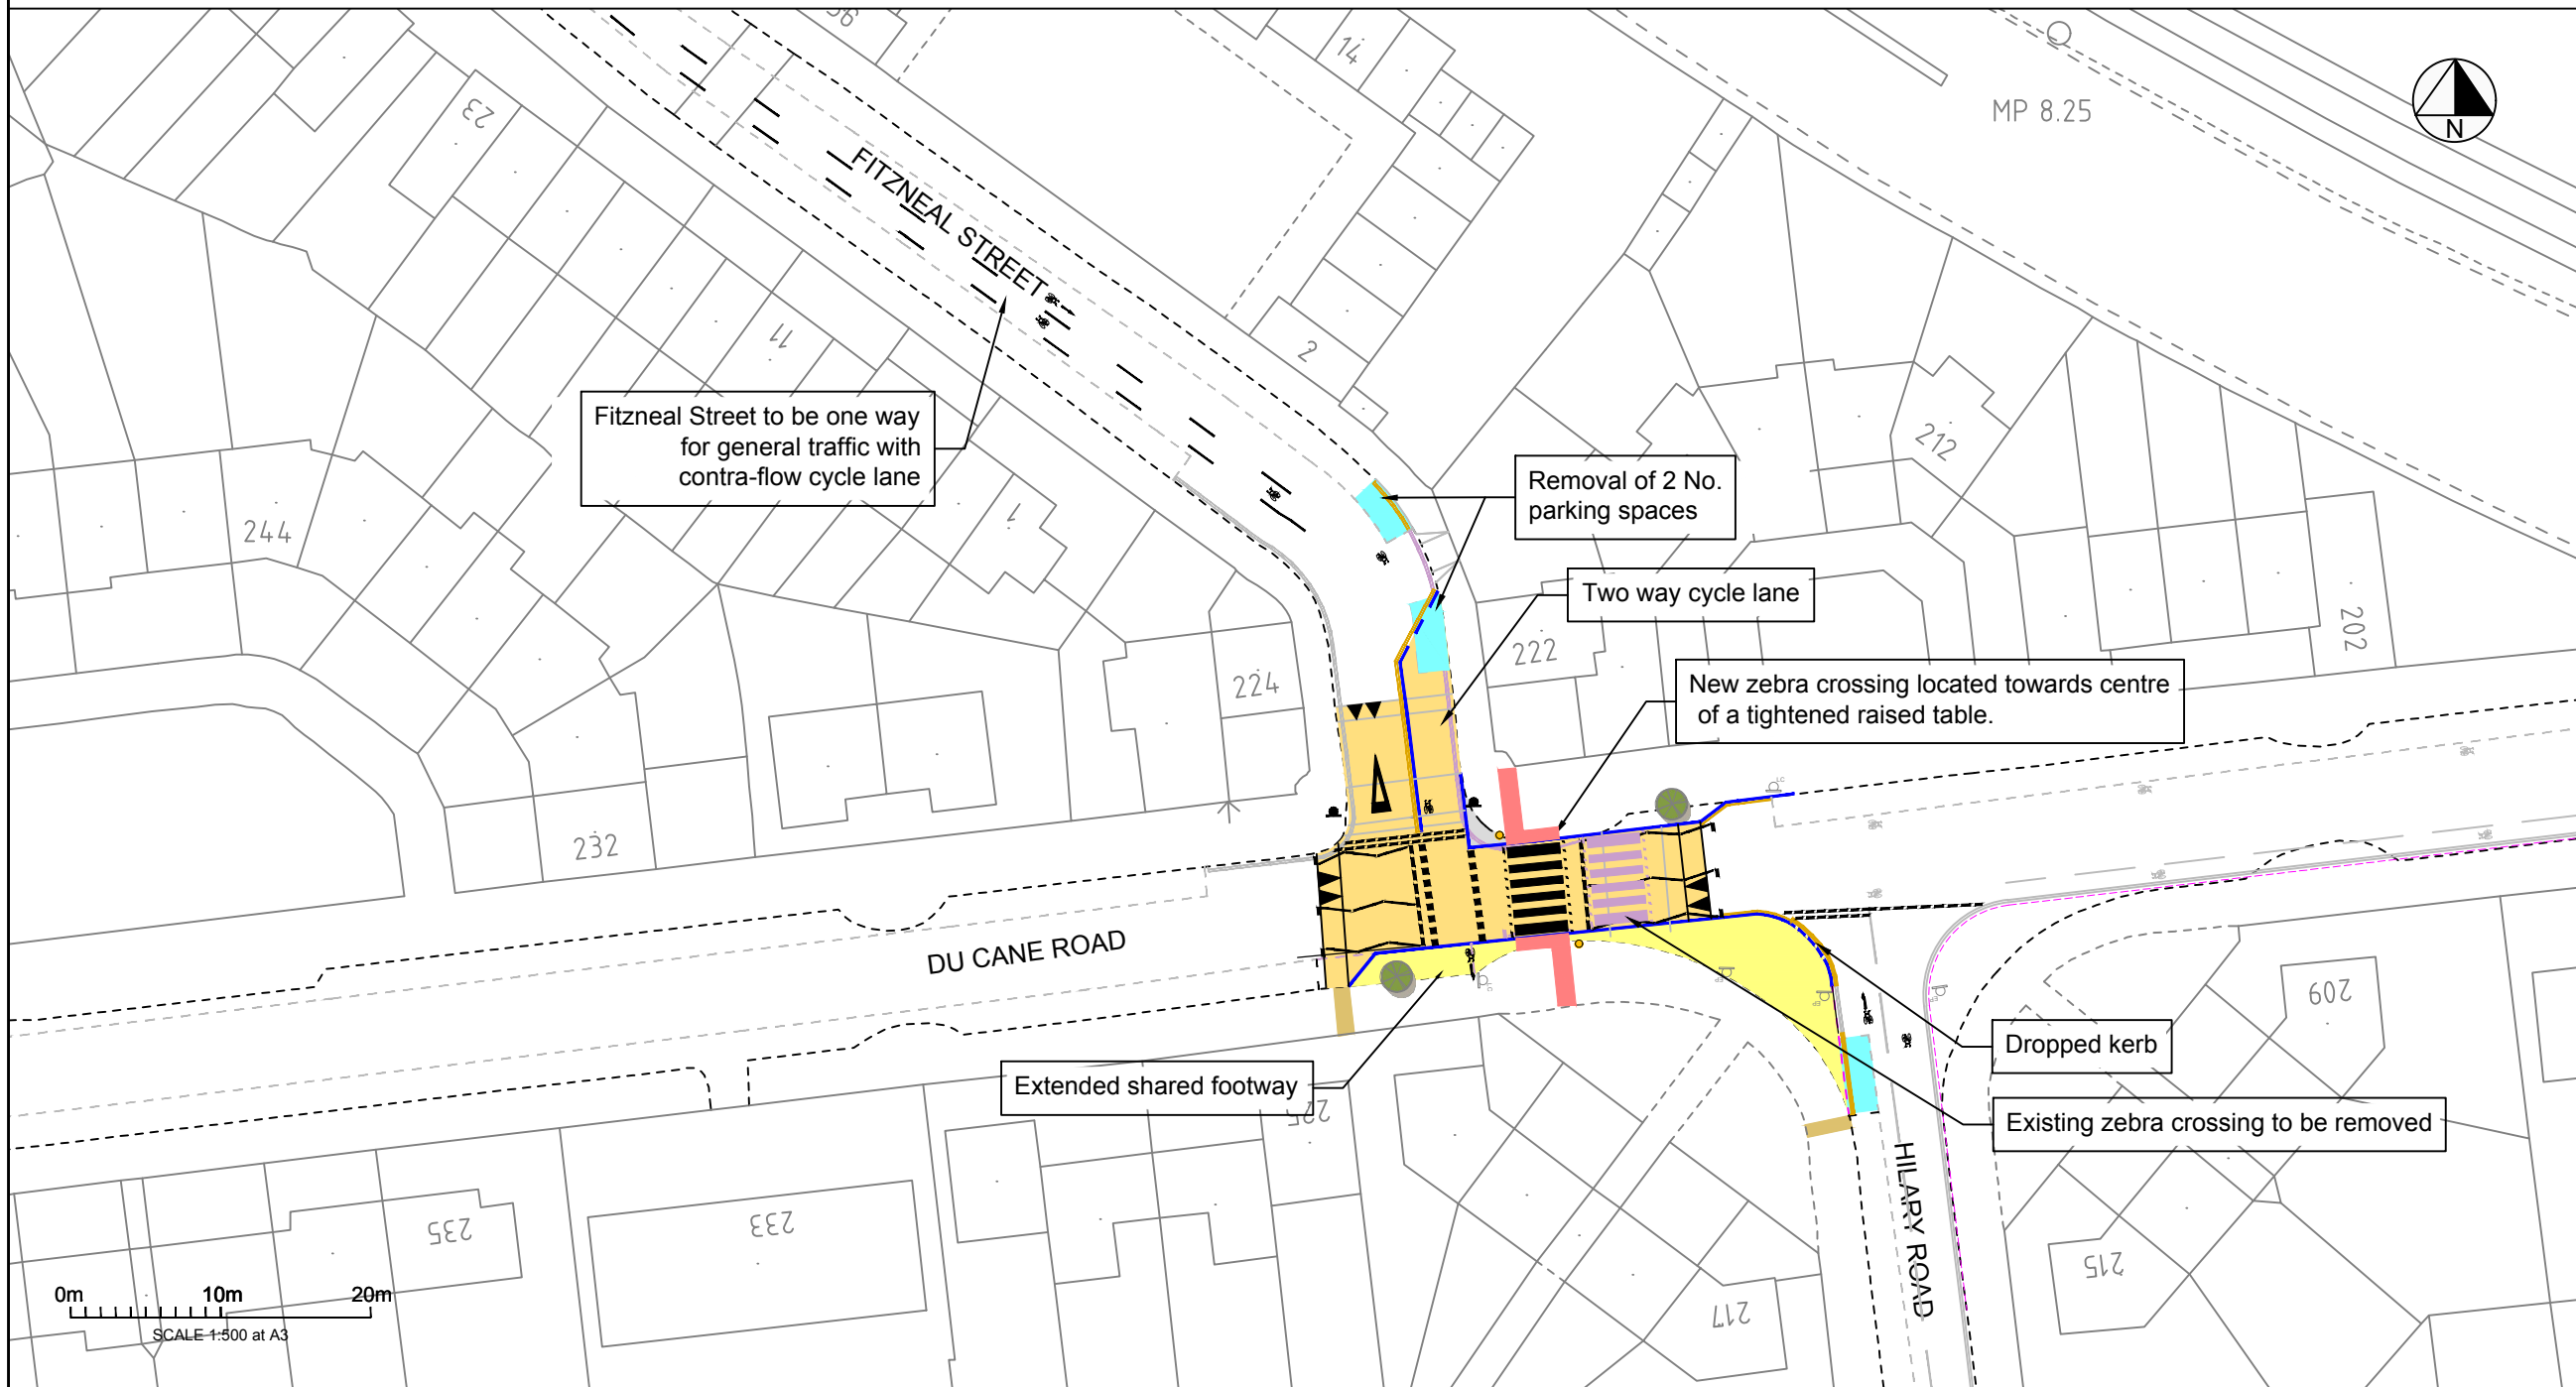 56
14
MP 8.25
N
23
FITZNEAL STREET
11
2
Fitzneal Street to be one way
for general traffic with
contra-flow cycle lane
Removal of 2 No.
parking spaces
212
244
1
Two way cycle lane
222
202
224
New zebra crossing located towards centre
of a tightened raised table.
232
DU CANE ROAD
209
Dropped kerb
Extended shared footway
225
Existing zebra crossing to be removed
HILARY ROAD
235
233
215
217
0m 10m 20m
SCALE 1:500 at A3